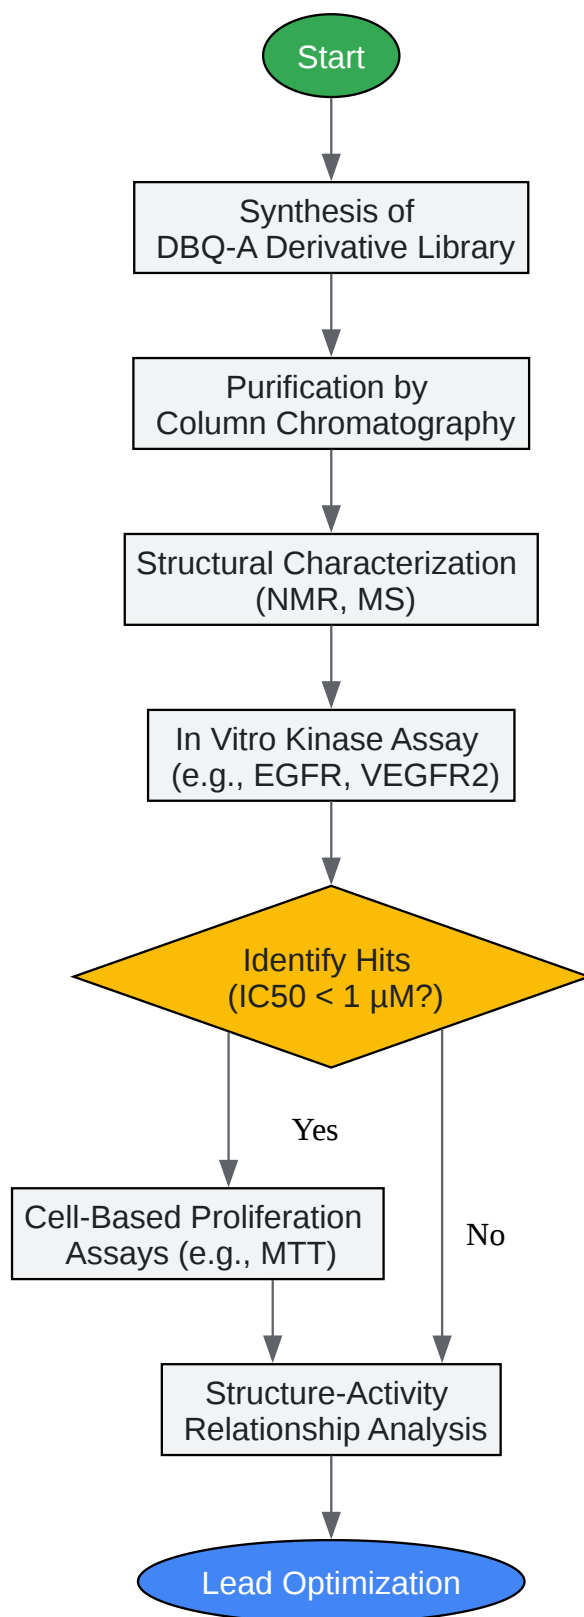 Start
Synthesis of
DBQ-A Derivative Library
Purification by
Column Chromatography
Structural Characterization
(NMR, MS)
In Vitro Kinase Assay
(e.g., EGFR, VEGFR2)
Identify Hits
(IC50 < 1 µM?)
Yes
Cell-Based Proliferation
Assays (e.g., MTT)
No
Structure-Activity
Relationship Analysis
Lead Optimization